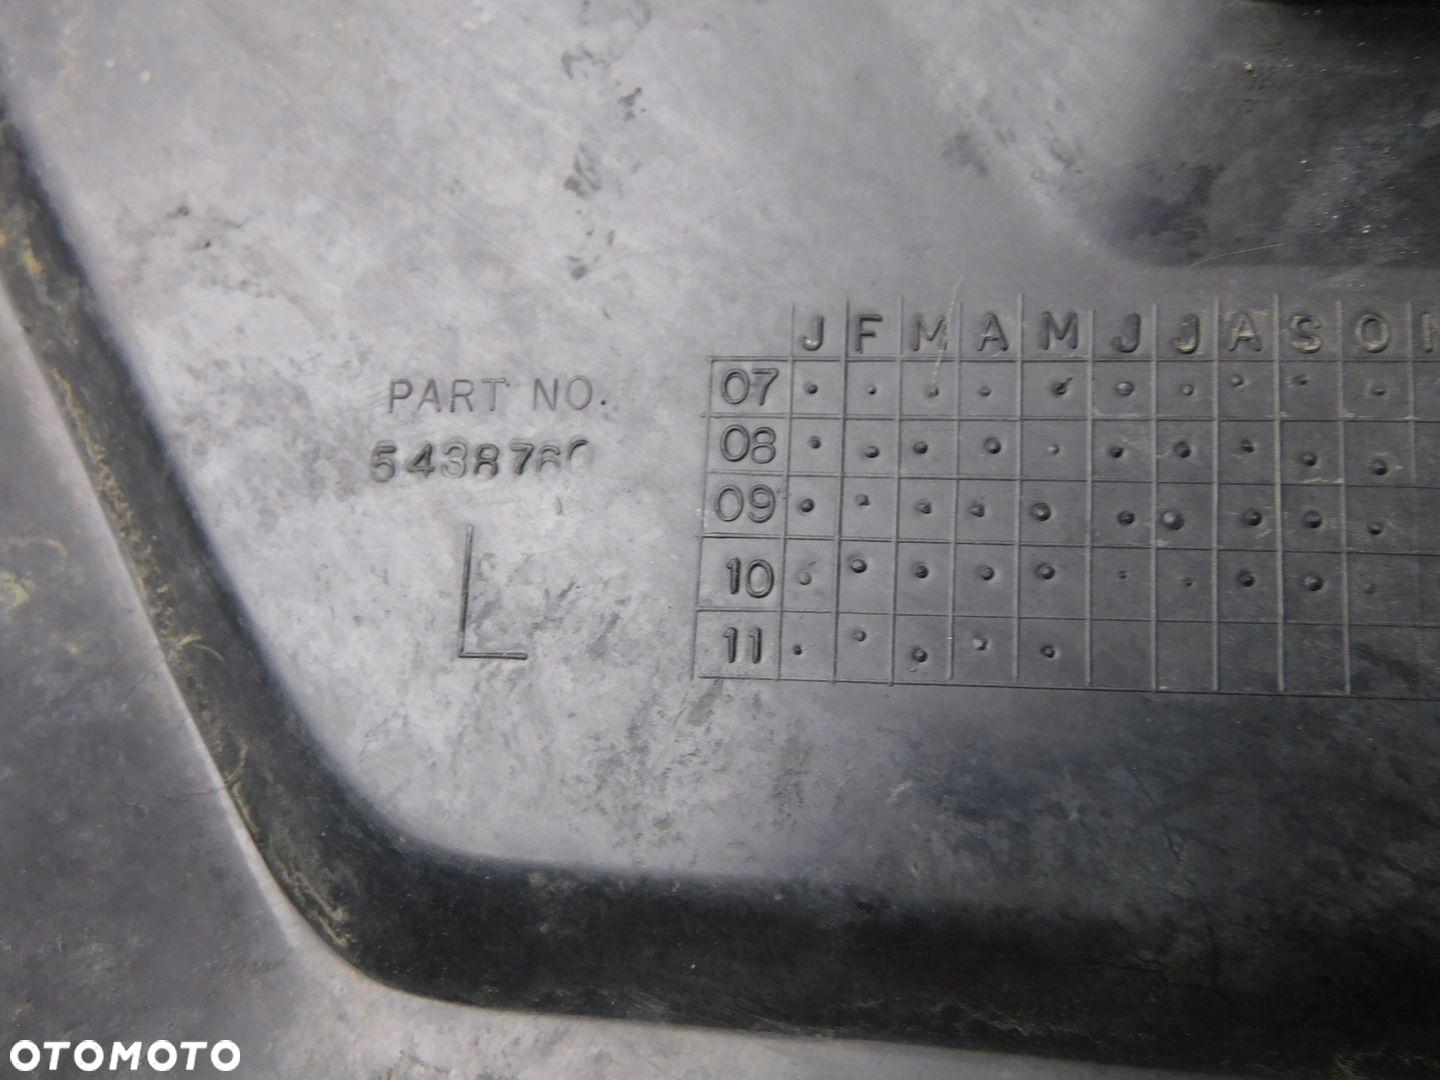 J F M A M J J A S O N
PART NO. 07
5438760 08
09
10
L
11
OTOMOTO